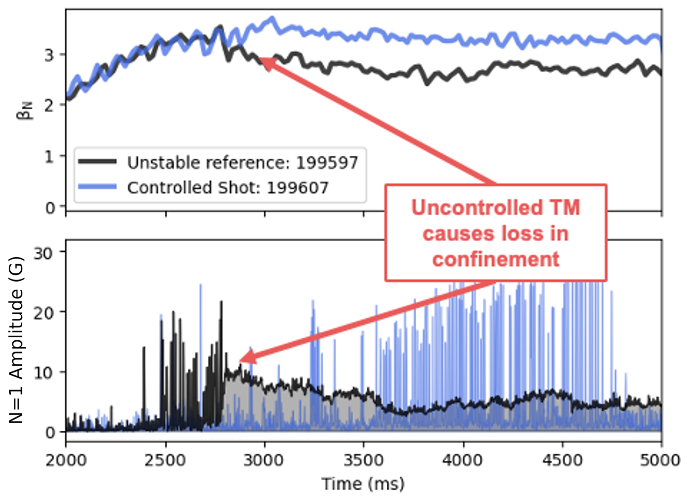 3
2
1
0
βN
Unstable reference: 199597
Controlled Shot: 199607
Uncontrolled TM
causes loss in
confinement
30
20
10
0
N=1 Amplitude (G)
2000 2500 3000 3500 4000 4500 5000
Time (ms)